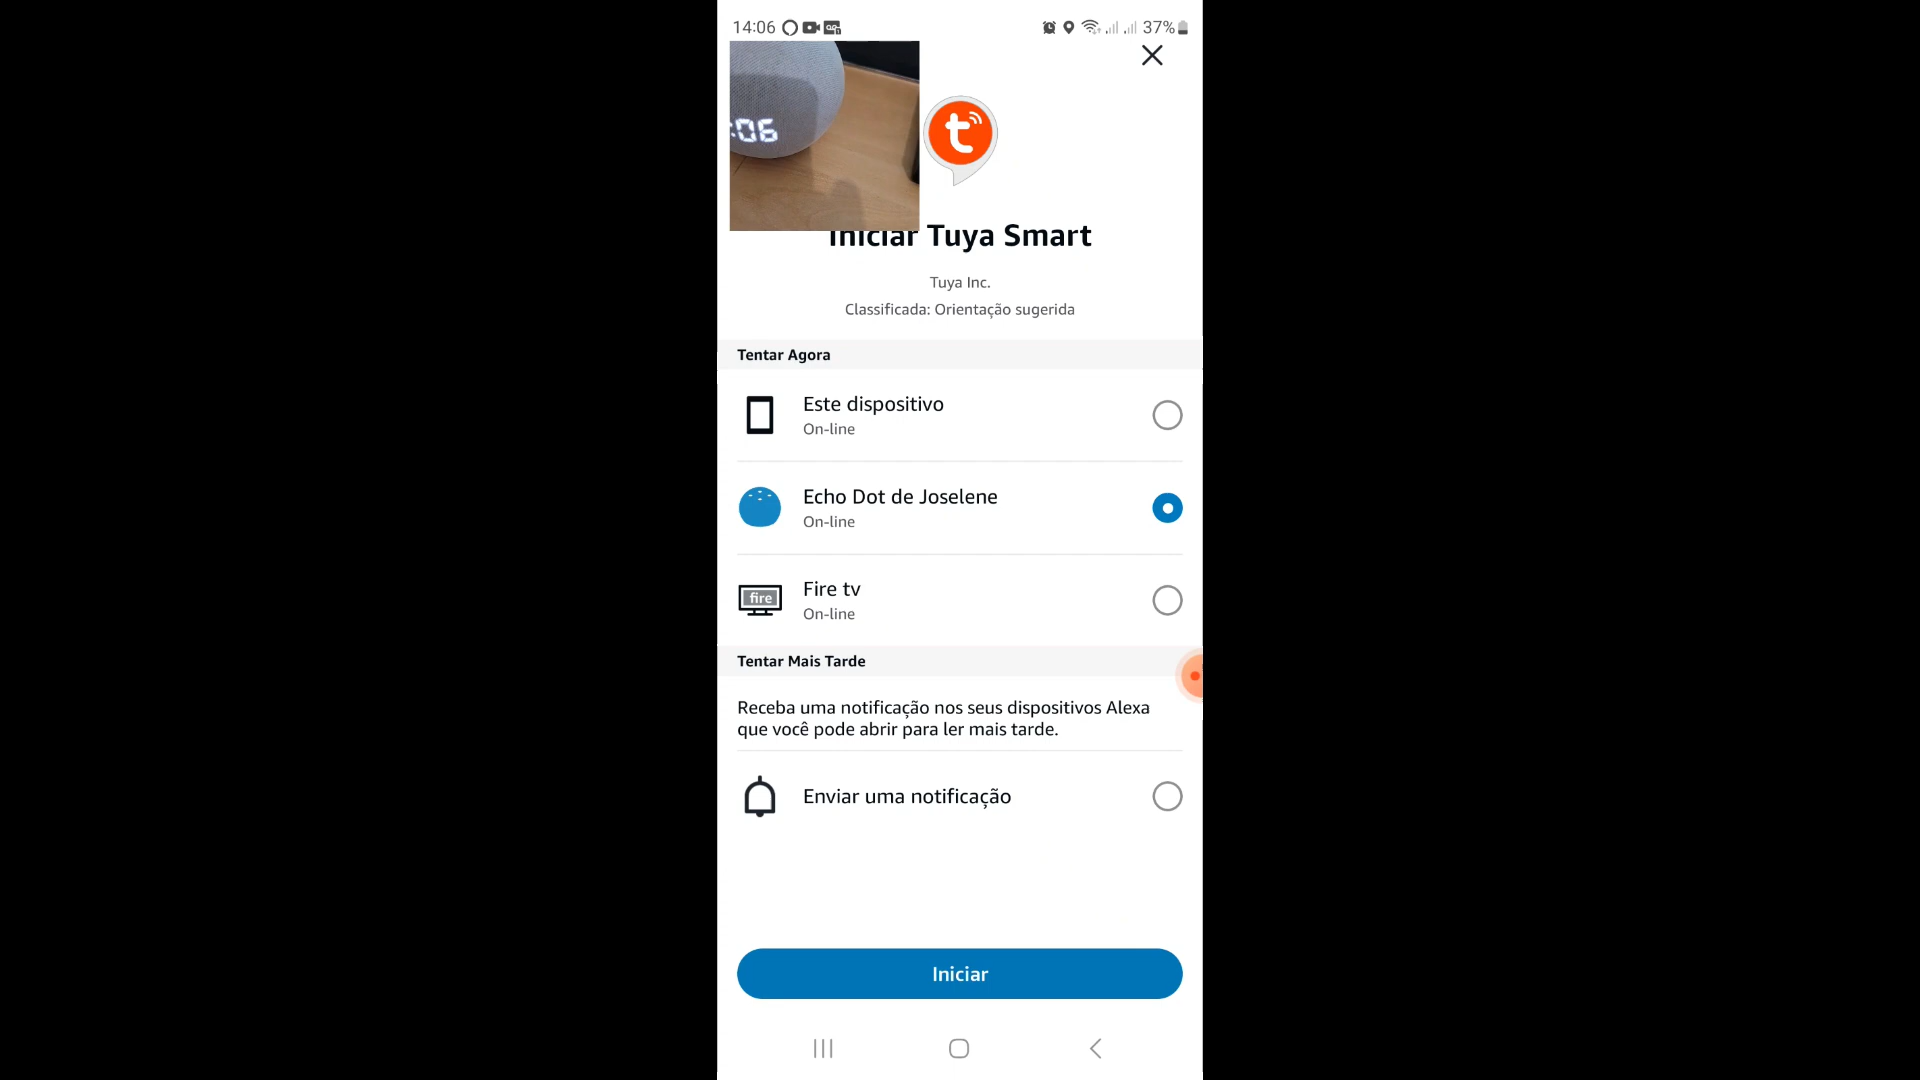 14:06
37%
:06
Iniciar Tuya Smart
Tuya Inc.
Classificada: Orientação sugerida
Tentar Agora
Este dispositivo
On-line
Echo Dot de Joselene
On-line
fire
Fire tv
On-line
Tentar Mais Tarde
Receba uma notificação nos seus dispositivos Alexa
que você pode abrir para ler mais tarde.
Enviar uma notificação
Iniciar